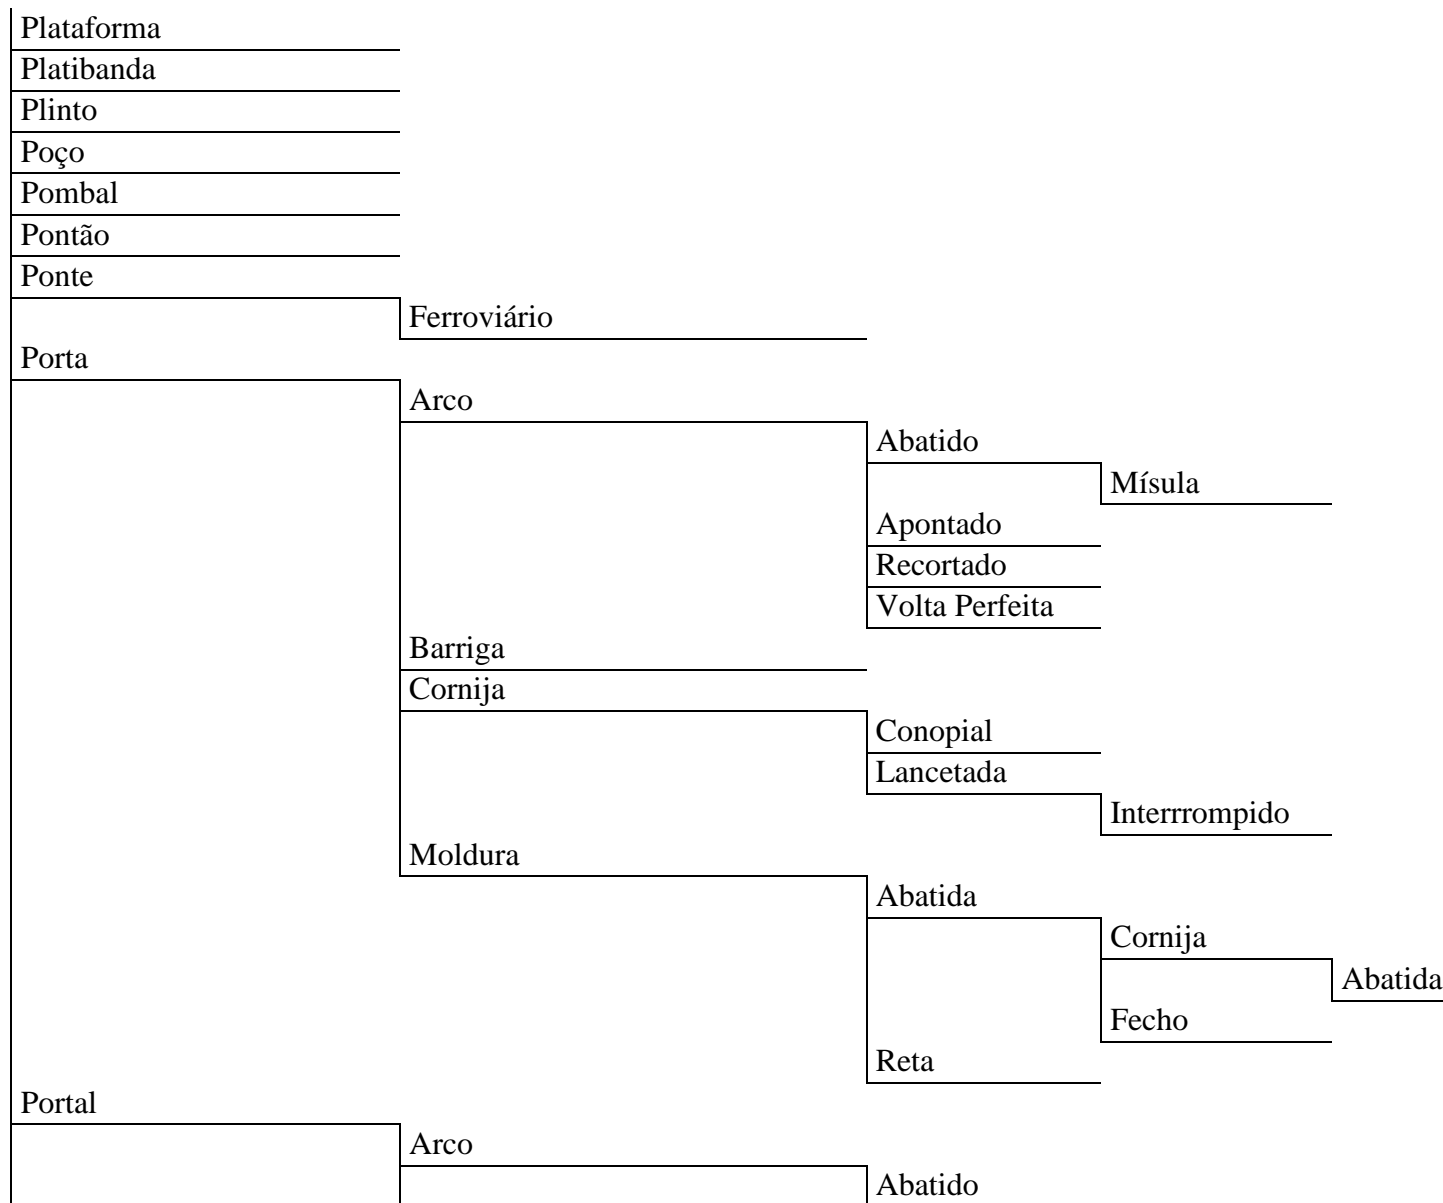 Plataforma
Platibanda
Plinto
Poço
Pombal
Pontão
Ponte
Ferroviário
Porta
Arco
Abatido
Mísula
Apontado
Recortado
Volta Perfeita
Barriga
Cornija
Conopial
Lancetada
Interrrompido
Moldura
Abatida
Cornija
Abatida
Fecho
Reta
Portal
Arco
Abatido